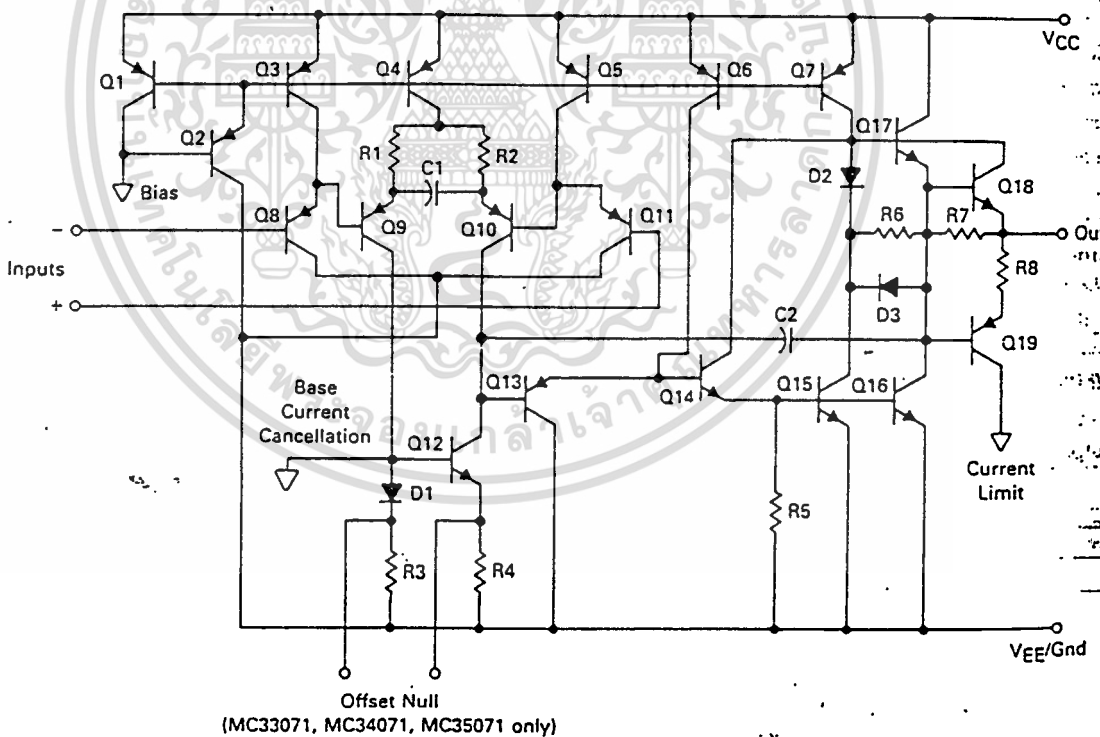 VCC
Q1
Q3
Q4
Q5
Q6
Q7
Q2
R1
R2
C1
Q17
D2
Q18
Bias
Q8
Q9
Q10
Q11
R6
R7
Out
Inputs
−
+
R8
D3
C2
Q19
Q13
Q14
Q15
Q16
Base
Current
Cancellation
Q12
D1
Current
Limit
R5
R3
R4
VEE/Gnd
Offset Null
(MC33071, MC34071, MC35071 only)